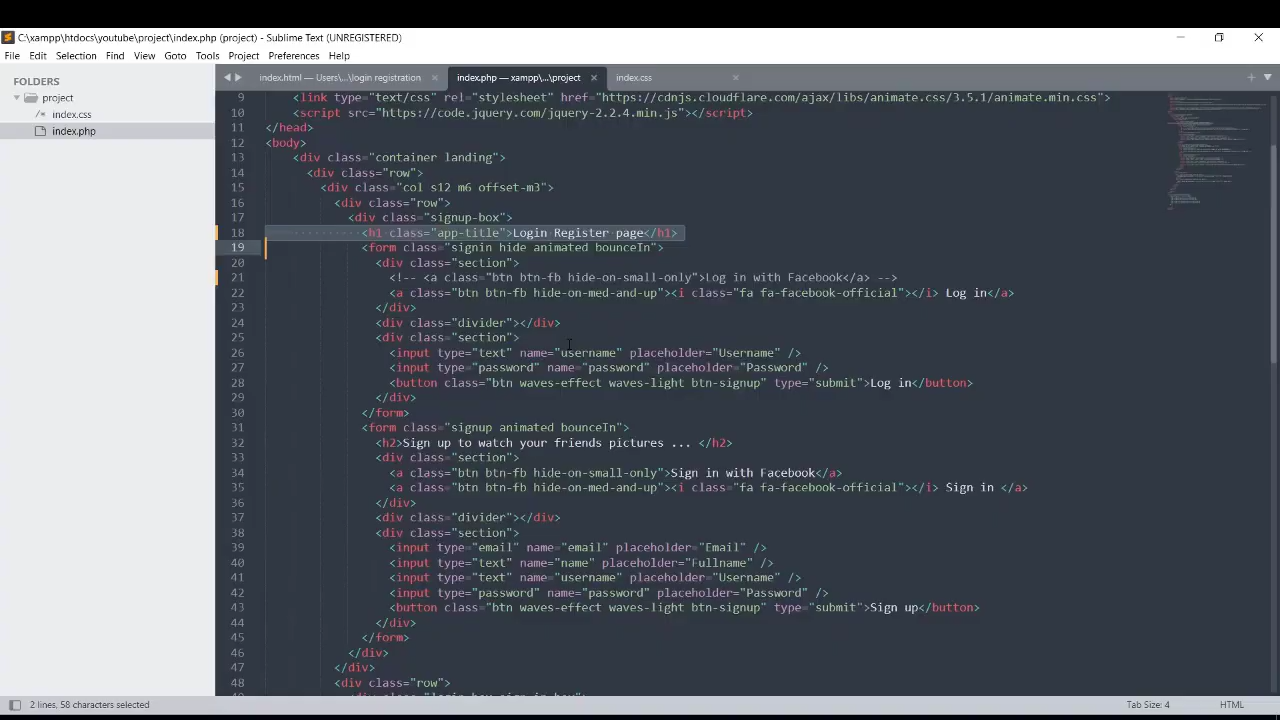 C:\xampp\htdocs\youtube\project\index.php (project) - Sublime Text (UNREGISTERED)
File Edit Selection Find View Goto Tools Project Preferences Help
FOLDERS
project
/* index.css
index.php
index.html — Users\...\login registration
index.php — xampp\...\project
index.css
9 <link type="text/css" rel="stylesheet" href="https://cdnjs.cloudflare.com/ajax/libs/animate.css/3.5.1/animate.min.css">
10 <script src="https://code.jquery.com/jquery-2.2.4.min.js"></script>
11 </head>
12 <body>
13 <div class="container landing">
14 <div class="row">
15 <div class="col s12 m6 offset-m3">
16 <div class="row">
17 <div class="signup-box">
18 <h1 class="app-title">Login Register page</h1>
19 <form class="signin hide animated bounceIn">
20 <div class="section">
21 <!-- <a class="btn btn-fb hide-on-small-only">Log in with Facebook</a> -->
22 <a class="btn btn-fb hide-on-med-and-up"><i class="fa fa-facebook-official"></i> Log in</a>
23 </div>
24 <div class="divider"></div>
25 <div class="section">
26 <input type="text" name="username" placeholder="Username" />
27 <input type="password" name="password" placeholder="Password" />
28 <button class="btn waves-effect waves-light btn-signup" type="submit">Log in</button>
29 </div>
30 </form>
31 <form class="signup animated bounceIn">
32 <h2>Sign up to watch your friends pictures ... </h2>
33 <div class="section">
34 <a class="btn btn-fb hide-on-small-only">Sign in with Facebook</a>
35 <a class="btn btn-fb hide-on-med-and-up"><i class="fa fa-facebook-official"></i> Sign in </a>
36 </div>
37 <div class="divider"></div>
38 <div class="section">
39 <input type="email" name="email" placeholder="Email" />
40 <input type="text" name="name" placeholder="Fullname" />
41 <input type="text" name="username" placeholder="Username" />
42 <input type="password" name="password" placeholder="Password" />
43 <button class="btn waves-effect waves-light btn-signup" type="submit">Sign up</button>
44 </div>
45 </form>
46 </div>
47 </div>
48 <div class="row">
2 lines, 58 characters selected
Tab Size: 4
HTML